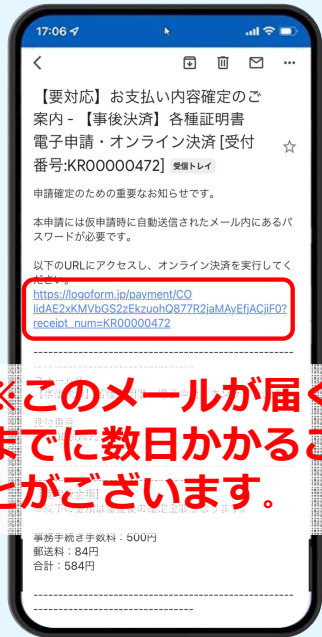 17:06
【要対応】お支払い内容確定のご
案内 - 【事後決済】各種証明書
電子申請・オンライン決済 [受付
番号:KR00000472] 受信トレイ
申請確定のための重要なお知らせです。
本申請には仮申請時に自動送信されたメール内にあるパ
スワードが必要です。
以下のURLにアクセスし、オンライン決済を実行してく
ださい。
https://logoform.jp/payment/CO
lidAE2xKMVbGS2zEkzuohQ877R2jaMAyEfjACjiF0?
receipt_num=KR00000472
--------------------------------------------------
※このメールが届く
までに数日かかるこ
とがございます。
事務手続き手数料:500円
郵送料:84円
合計:584円
--------------------------------------------------
------------------------------